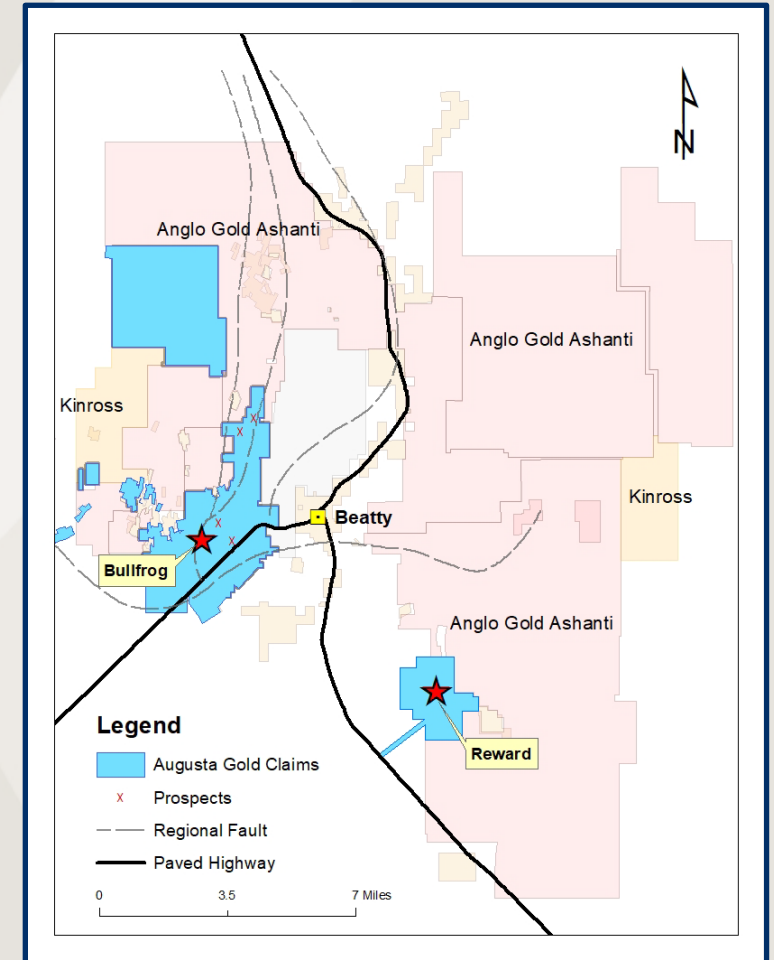 N
Anglo Gold Ashanti
Anglo Gold Ashanti
Kinross
Kinross
Beatty
Bullfrog
Anglo Gold Ashanti
Reward
Legend
Augusta Gold Claims
x Prospects
Regional Fault
Paved Highway
0 3.5 7 Miles